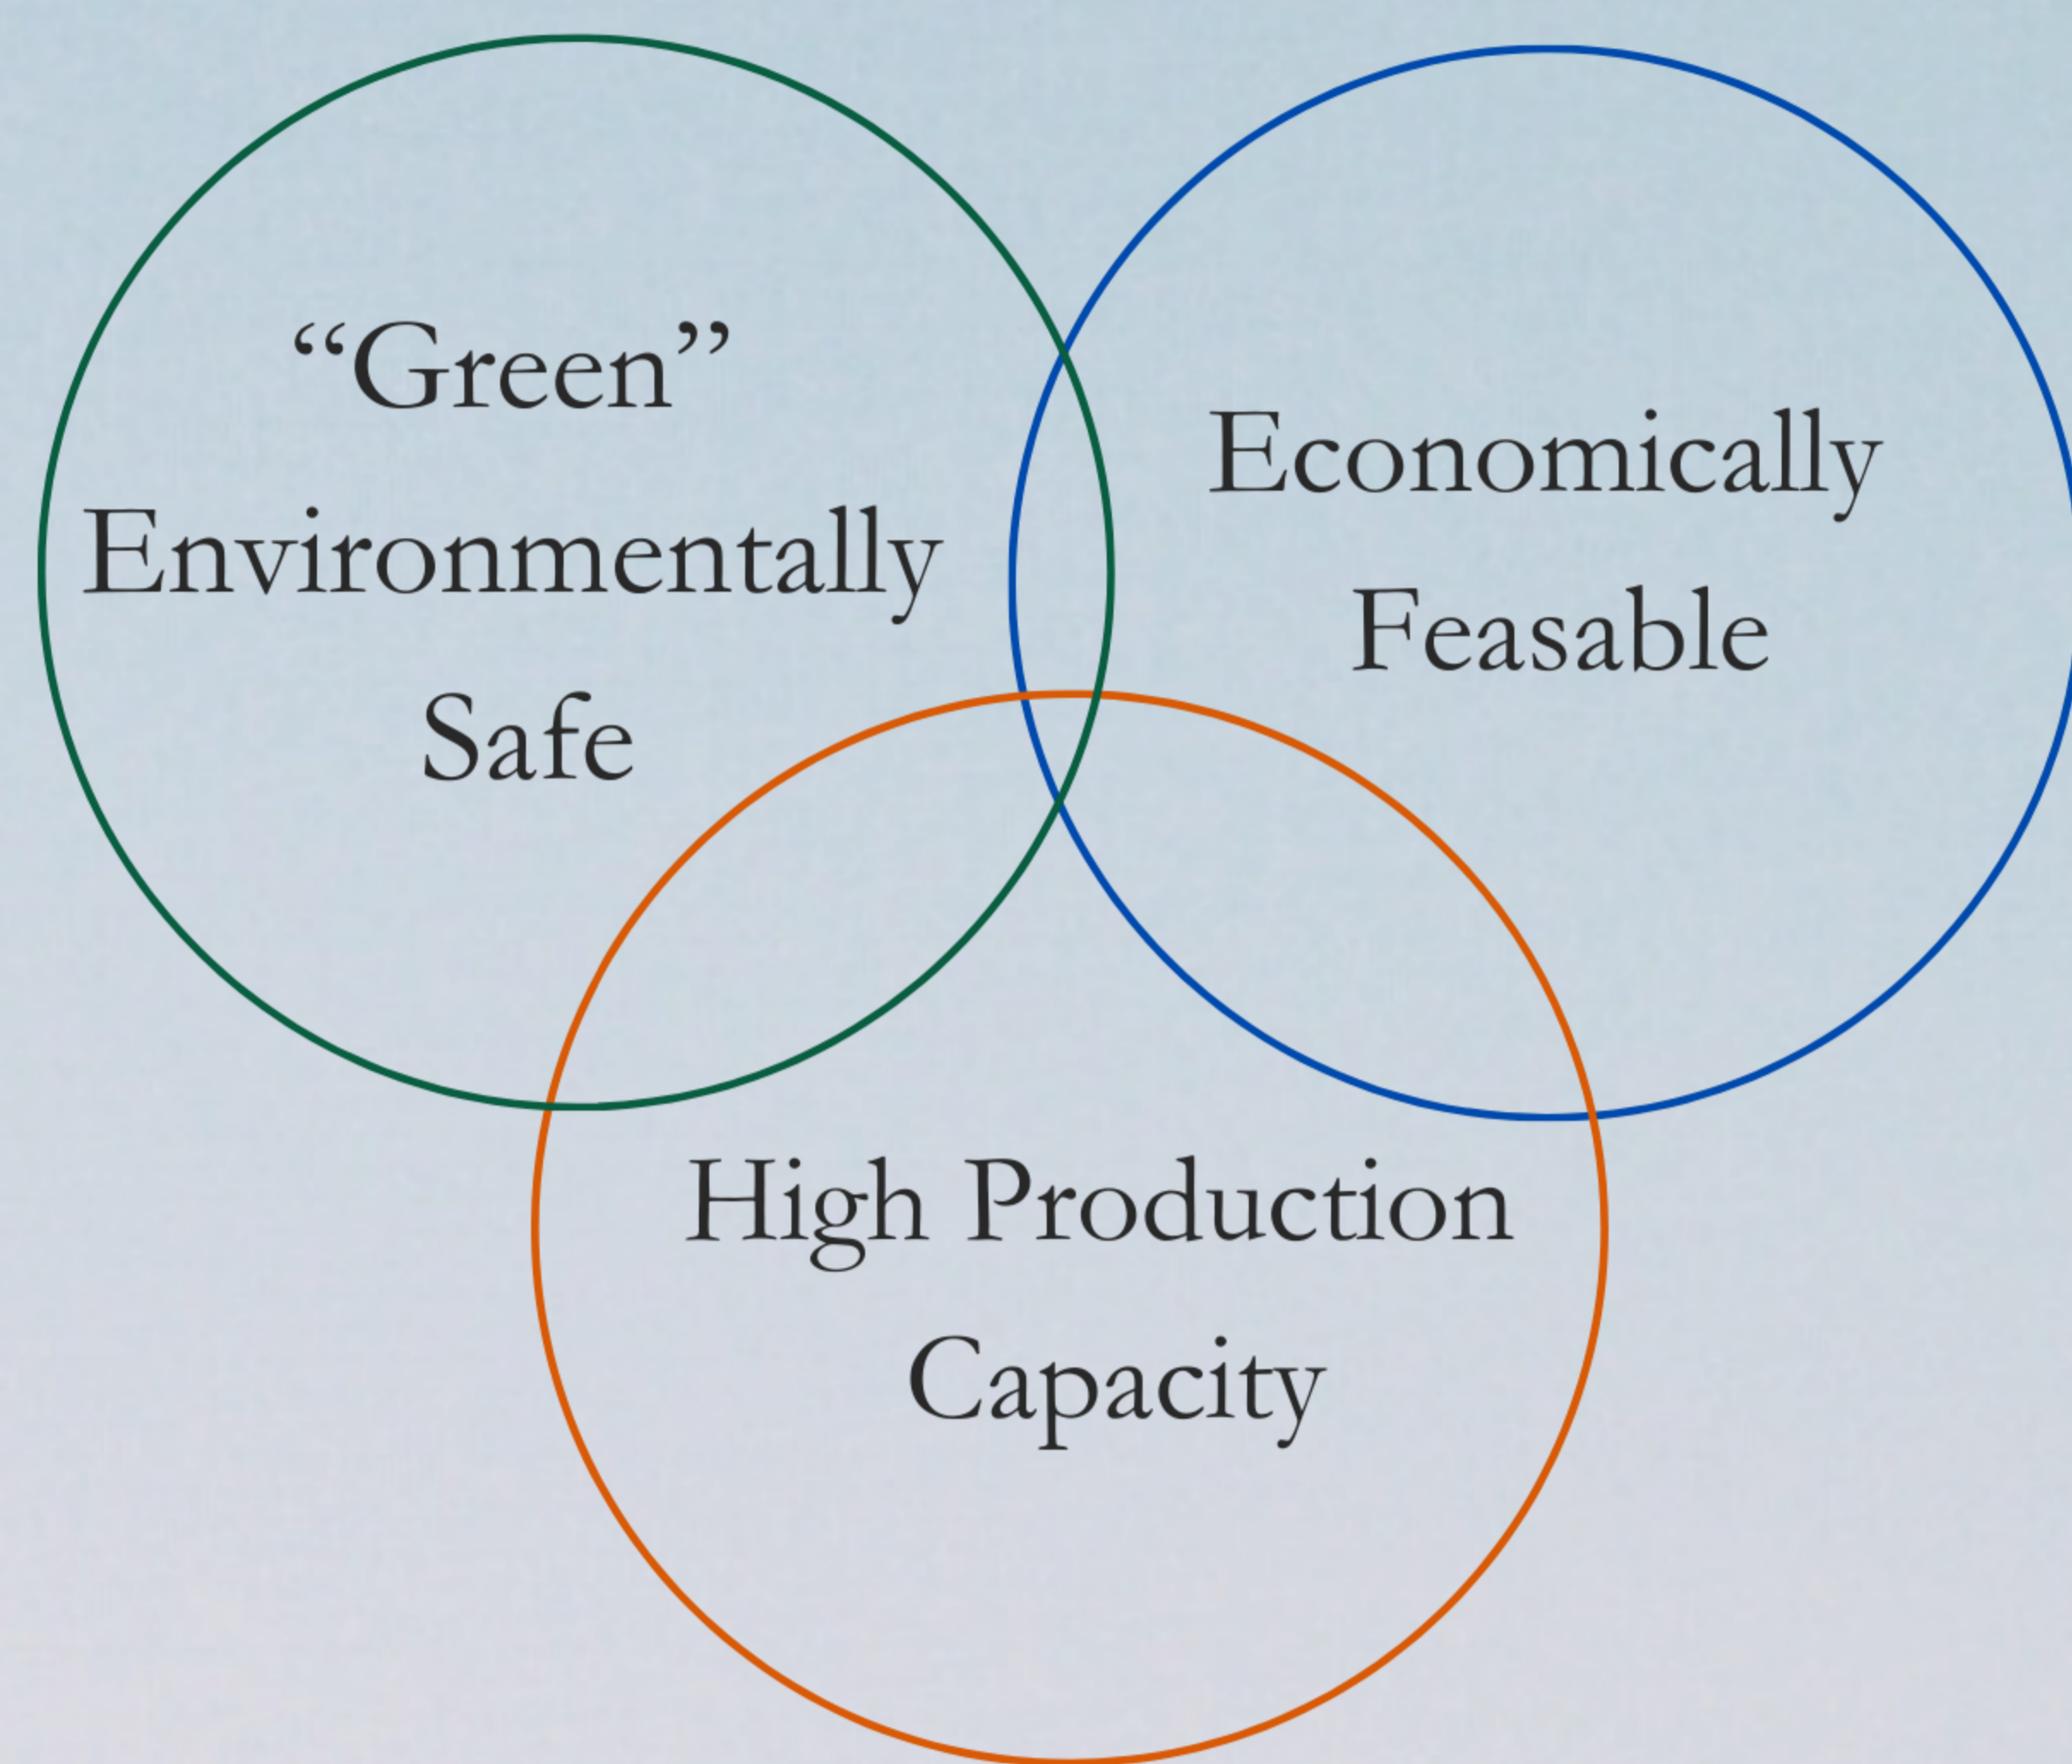 “Green”
Environmentally
Safe
Economically
Feasable
High Production
Capacity